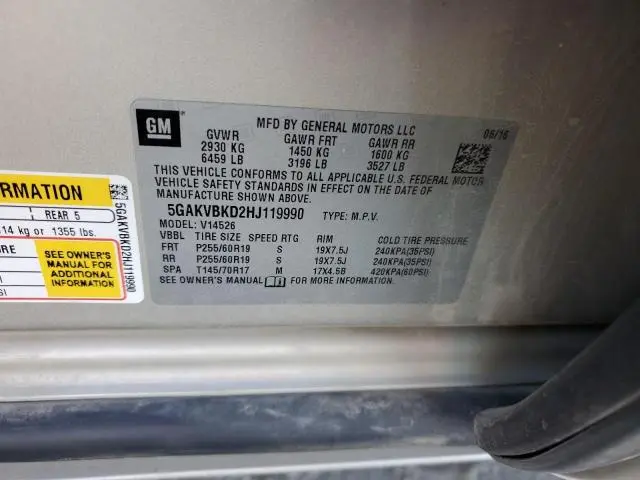 GM
MFD BY GENERAL MOTORS LLC 06/16
GVWR GAWR FRT GAWR RR
2930 KG 1450 KG 1600 KG
6459 LB 3196 LB 3527 LB
THIS VEHICLE CONFORMS TO ALL APPLICABLE U.S. FEDERAL MOTOR
VEHICLE SAFETY STANDARDS IN EFFECT ON THE DATE OF
MANUFACTURE SHOWN ABOVE.
5GAKVBKD2HJ119990 TYPE: M.P.V.
MODEL: V14526
VBBL TIRE SIZE SPEED RTG RIM COLD TIRE PRESSURE
FRT P255/60R19 S 19X7.5J 240KPA(35PSI)
RR P255/60R19 S 19X7.5J 240KPA(35PSI)
SPA T145/70R17 M 17X4.5B 420KPA(60PSI)
SEE OWNER'S MANUAL FOR MORE INFORMATION.
RMATION
REAR 5
14 kg or 1355 lbs.
SEE OWNER'S
MANUAL FOR
ADDITIONAL
INFORMATION
5GAKVBKD2HJ119990